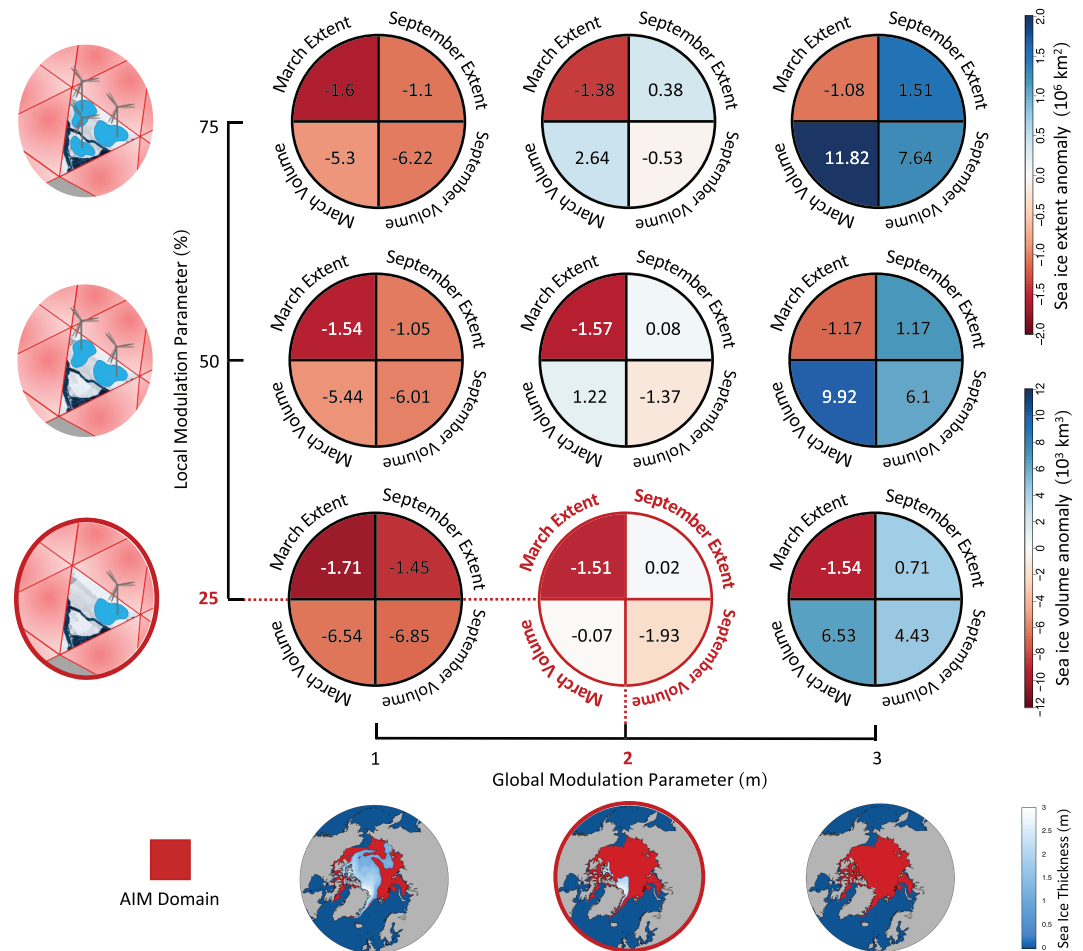 March Extent
September Extent
-1.6
-1.1
-5.3
-6.22
March Volume
September Volume
March Extent
September Extent
-1.38
0.38
2.64
-0.53
March Volume
September Volume
March Extent
September Extent
-1.08
1.51
11.82
7.64
March Volume
September Volume
2.0
1.5
1.0
0.5
0.0
−0.5
−1.0
−1.5
−2.0
Sea ice extent anomaly (10⁶ km²)
75
Local Modulation Parameter (%)
March Extent
September Extent
-1.54
-1.05
-5.44
-6.01
March Volume
September Volume
March Extent
September Extent
-1.57
0.08
1.22
-1.37
March Volume
September Volume
March Extent
September Extent
-1.17
1.17
9.92
6.1
March Volume
September Volume
50
12
10
8
6
4
2
0
−2
−4
−6
−8
−10
−12
Sea ice volume anomaly (10³ km³)
March Extent
September Extent
-1.71
-1.45
-6.54
-6.85
March Volume
September Volume
March Extent
September Extent
-1.51
0.02
-0.07
-1.93
March Volume
September Volume
March Extent
September Extent
-1.54
0.71
6.53
4.43
March Volume
September Volume
25
1
2
3
Global Modulation Parameter (m)
AIM Domain
3
2.5
2
1.5
1
0.5
0
Sea Ice Thickness (m)